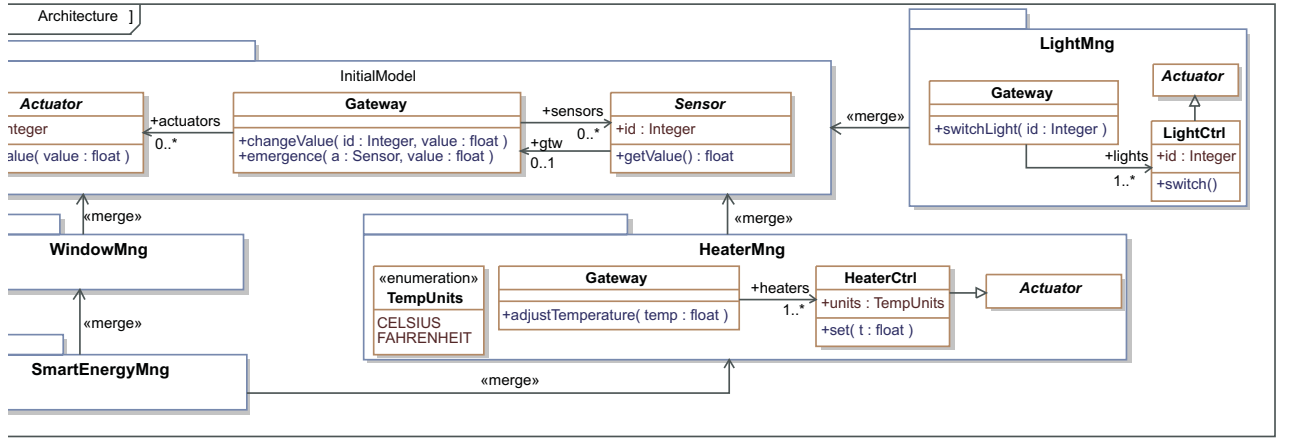 Architecture ]
InitialModel
Actuator
nteger
alue( value : float )
+actuators
0..*
Gateway
+changeValue( id : Integer, value : float )
+emergence( a : Sensor, value : float )
+sensors
0..*
+gtw
0..1
Sensor
+id : Integer
+getValue() : float
«merge»
LightMng
Gateway
+switchLight( id : Integer )
Actuator
LightCtrl
+id : Integer
+switch()
+lights
1..*
«merge»
«merge»
WindowMng
HeaterMng
«enumeration»
TempUnits
CELSIUS
FAHRENHEIT
Gateway
+adjustTemperature( temp : float )
+heaters
1..*
HeaterCtrl
+units : TempUnits
+set( t : float )
Actuator
«merge»
SmartEnergyMng
«merge»